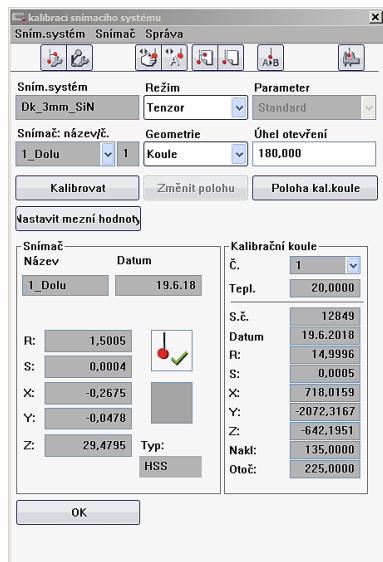 kalibraci snímacího systému
Sním.systém Snímač Správa
A
A B
Sním.systém Režim Parameter
Dk_3mm_SiN Tenzor Standard
Snímač: název/č. Geometrie Úhel otevření
1_Dolu 1 Koule 180,000
Kalibrovat Změnit polohu Poloha kal.koule
Nastavit mezní hodnoty
Snímač
Název Datum
1_Dolu 19.6.18
R: 1,5005
S: 0,0004
X: -0,2675
Y: -0,0478
Z: 29,4795
Typ:
HSS
Kalibrační koule
Č. 1
Tepl. 20,0000
S.č. 12849
Datum 19.6.2018
R: 14,9996
S: 0,0005
X: 718,0159
Y: -2072,3167
Z: -642,1951
Nakl: 135,0000
Otoč: 225,0000
OK